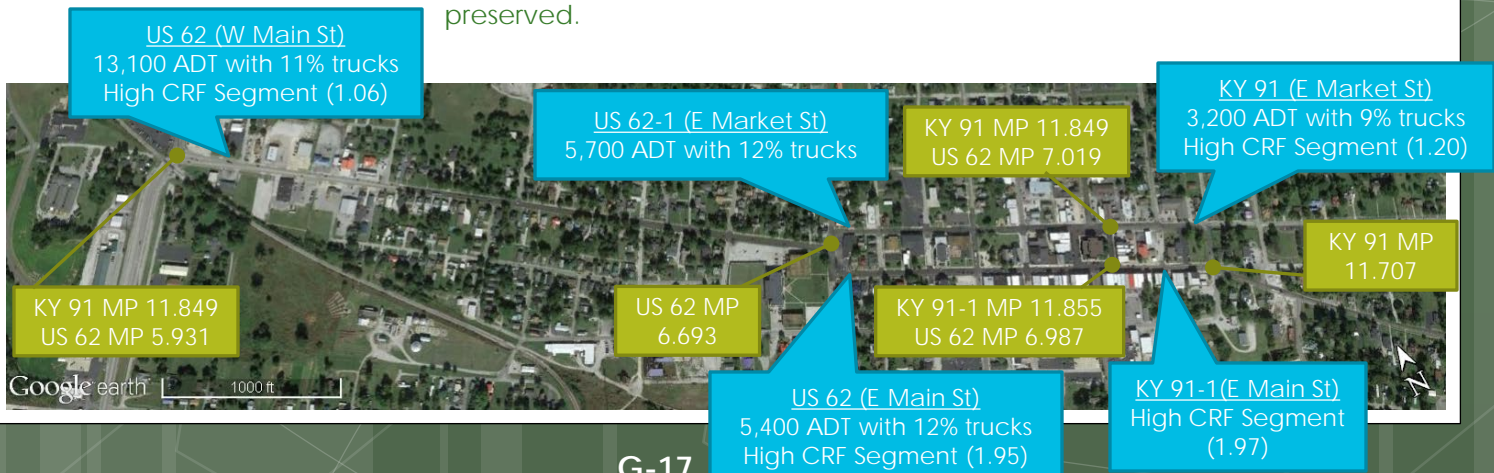 preserved.
US 62 (W Main St)
13,100 ADT with 11% trucks
High CRF Segment (1.06)
US 62-1 (E Market St)
5,700 ADT with 12% trucks
KY 91 MP 11.849
US 62 MP 7.019
KY 91 (E Market St)
3,200 ADT with 9% trucks
High CRF Segment (1.20)
KY 91 MP
11.707
KY 91 MP 11.849
US 62 MP 5.931
US 62 MP
6.693
KY 91-1 MP 11.855
US 62 MP 6.987
Google earth
1000 ft
N
US 62 (E Main St)
5,400 ADT with 12% trucks
High CRF Segment (1.95)
KY 91-1(E Main St)
High CRF Segment
(1.97)
G-17